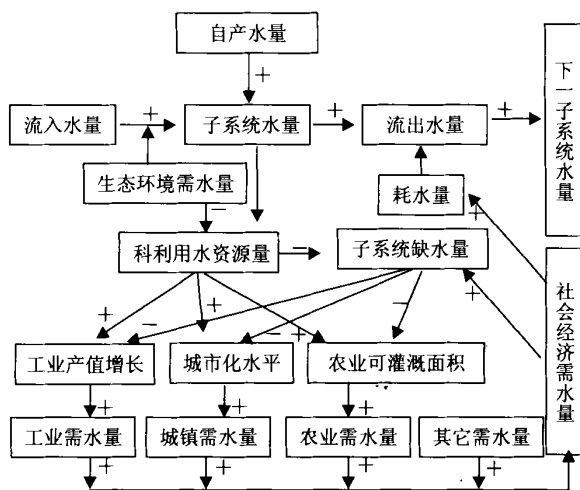 自产水量
+
流入水量
+
子系统水量
+
流出水量
+
下一子系统水量
生态环境需水量
耗水量
−
+
科利用水资源量
−
子系统缺水量
+
−
+
−
+
−
+
工业产值增长
城市化水平
农业可灌溉面积
社会经济需水量
+
+
+
工业需水量
城镇需水量
农业需水量
其它需水量
+
+
+
+